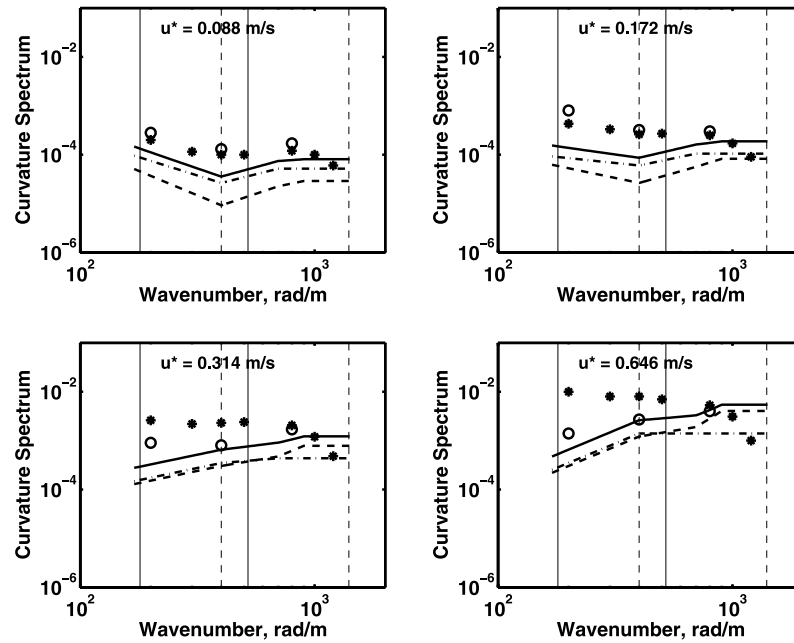 u* = 0.088 m/s
Curvature Spectrum
10^-2
10^-4
10^-6
10^2
10^3
Wavenumber, rad/m
u* = 0.172 m/s
Curvature Spectrum
10^-2
10^-4
10^-6
10^2
10^3
Wavenumber, rad/m
u* = 0.314 m/s
Curvature Spectrum
10^-2
10^-4
10^-6
10^2
10^3
Wavenumber, rad/m
u* = 0.646 m/s
Curvature Spectrum
10^-2
10^-4
10^-6
10^2
10^3
Wavenumber, rad/m